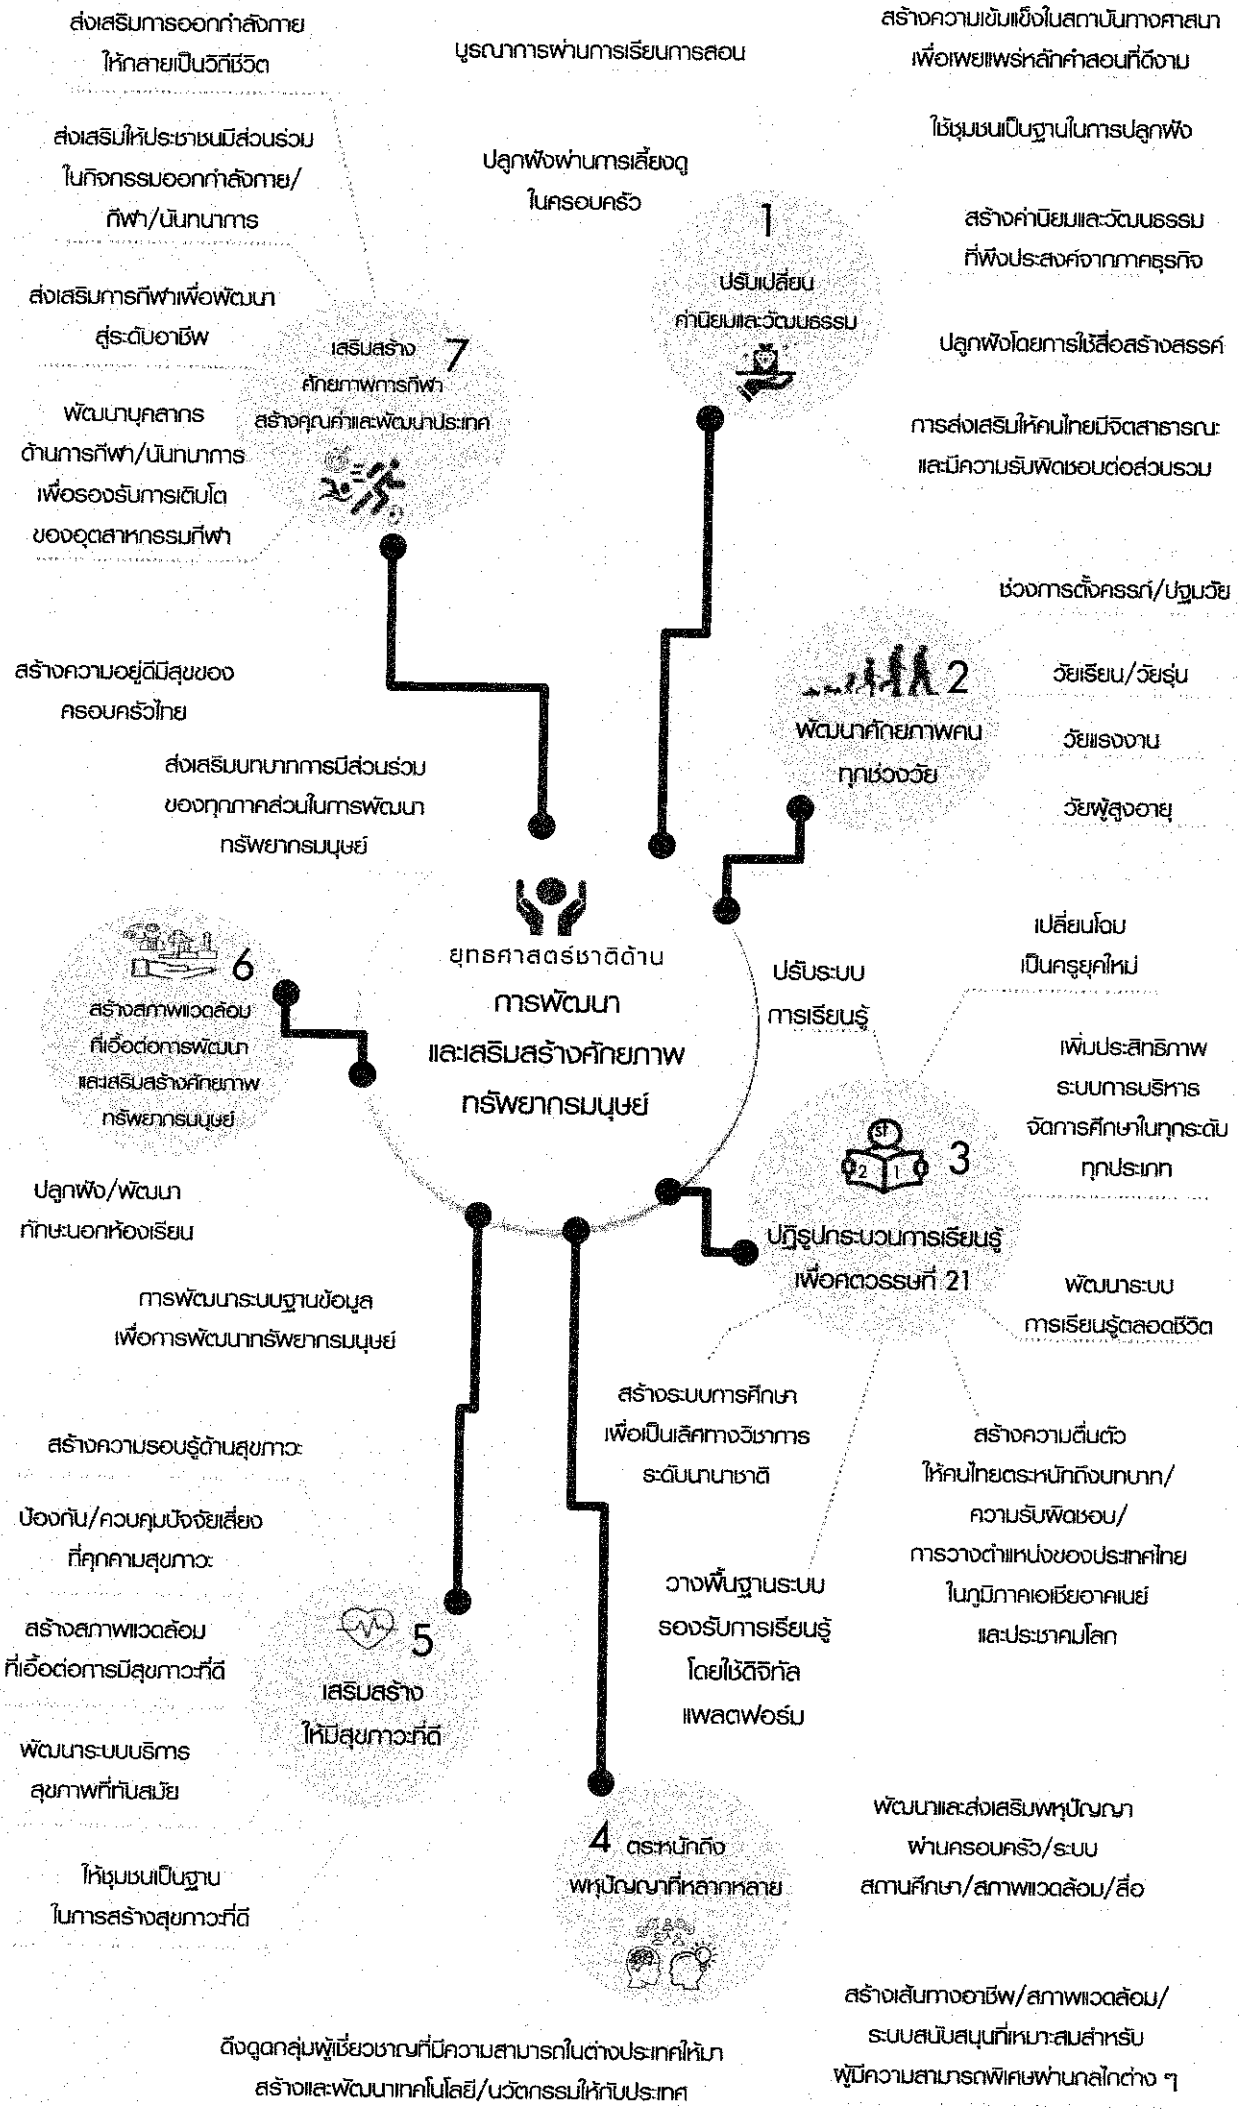 ส่งเสริมการออกกำลังกาย
ให้กลายเป็นวิถีชีวิต
ส่งเสริมให้ประชาชนมีส่วนร่วม
ในกิจกรรมออกกำลังกาย/
กีฬา/นันทนาการ
ส่งเสริมการกีฬาเพื่อพัฒนา
สู่ระดับอาชีพ
พัฒนาบุคลากร
ด้านการกีฬา/นันทนาการ
เพื่อรองรับการเติบโต
ของอุตสาหกรรมกีฬา
เสริมสร้าง 7
ศักยภาพการกีฬา
สร้างคุณค่าและพัฒนาประเทศ
บูรณาการผ่านการเรียนการสอน
ปลูกฝังผ่านการเลี้ยงดู
ในครอบครัว
1
ปรับเปลี่ยน
ค่านิยมและวัฒนธรรม
สร้างความเข้มแข็งในสถาบันทางศาสนา
เพื่อเผยแพร่หลักคำสอนที่ดีงาม
ใช้ชุมชนเป็นฐานในการปลูกฝัง
สร้างค่านิยมและวัฒนธรรม
ที่พึงประสงค์จากภาคธุรกิจ
ปลูกฝังโดยการใช้สื่อสร้างสรรค์
การส่งเสริมให้คนไทยมีจิตสาธารณะ
และมีความรับผิดชอบต่อส่วนรวม
2
พัฒนาศักยภาพคน
ทุกช่วงวัย
ช่วงการตั้งครรภ์/ปฐมวัย
วัยเรียน/วัยรุ่น
วัยแรงงาน
วัยผู้สูงอายุ
สร้างความอยู่ดีมีสุขของ
ครอบครัวไทย
ส่งเสริมบทบาทการมีส่วนร่วม
ของทุกภาคส่วนในการพัฒนา
ทรัพยากรมนุษย์
ยุทธศาสตร์ชาติด้าน
การพัฒนา
และเสริมสร้างศักยภาพ
ทรัพยากรมนุษย์
6
สร้างสภาพแวดล้อม
ที่เอื้อต่อการพัฒนา
และเสริมสร้างศักยภาพ
ทรัพยากรมนุษย์
ปลูกฝัง/พัฒนา
ทักษะนอกห้องเรียน
การพัฒนาระบบฐานข้อมูล
เพื่อการพัฒนาทรัพยากรมนุษย์
ปรับระบบ
การเรียนรู้
เปลี่ยนโฉม
เป็นครูยุคใหม่
เพิ่มประสิทธิภาพ
ระบบการบริหาร
จัดการศึกษาในทุกระดับ
ทุกประเภท
ST
2 1
3
ปฏิรูปกระบวนการเรียนรู้
เพื่อศตวรรษที่ 21
พัฒนาระบบ
การเรียนรู้ตลอดชีวิต
สร้างระบบการศึกษา
เพื่อเป็นเลิศทางวิชาการ
ระดับนานาชาติ
สร้างความตื่นตัว
ให้คนไทยตระหนักถึงบทบาท/
ความรับผิดชอบ/
การวางตำแหน่งของประเทศไทย
ในภูมิภาคเอเชียอาคเนย์
และประชาคมโลก
วางพื้นฐานระบบ
รองรับการเรียนรู้
โดยใช้ดิจิทัล
แพลตฟอร์ม
สร้างความรอบรู้ด้านสุขภาวะ
ป้องกัน/ควบคุมปัจจัยเสี่ยง
ที่คุกคามสุขภาวะ
สร้างสภาพแวดล้อม
ที่เอื้อต่อการมีสุขภาวะที่ดี
พัฒนาระบบบริการ
สุขภาพที่ทันสมัย
ให้ชุมชนเป็นฐาน
ในการสร้างสุขภาวะที่ดี
5
เสริมสร้าง
ให้มีสุขภาวะที่ดี
4 ตระหนักถึง
พหุปัญญาที่หลากหลาย
พัฒนาและส่งเสริมพหุปัญญา
ผ่านครอบครัว/ระบบ
สถานศึกษา/สภาพแวดล้อม/สื่อ
สร้างเส้นทางอาชีพ/สภาพแวดล้อม/
ระบบสนับสนุนที่เหมาะสมสำหรับ
ผู้มีความสามารถพิเศษผ่านกลไกต่าง ๆ
ดึงดูดกลุ่มผู้เชี่ยวชาญที่มีความสามารถในต่างประเทศให้มา
สร้างและพัฒนาเทคโนโลยี/นวัตกรรมให้กับประเทศ